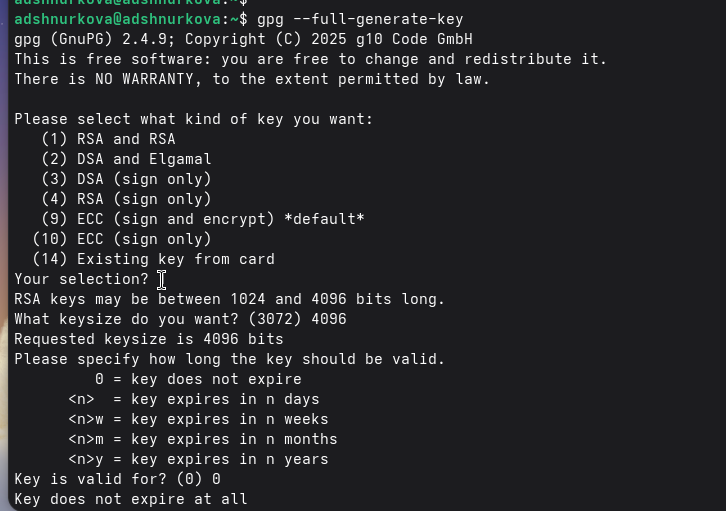 adshnurkova@adshnurkova:~$
adshnurkova@adshnurkova:~$ gpg --full-generate-key
gpg (GnuPG) 2.4.9; Copyright (C) 2025 g10 Code GmbH
This is free software: you are free to change and redistribute it.
There is NO WARRANTY, to the extent permitted by law.

Please select what kind of key you want:
   (1) RSA and RSA
   (2) DSA and Elgamal
   (3) DSA (sign only)
   (4) RSA (sign only)
   (9) ECC (sign and encrypt) *default*
  (10) ECC (sign only)
  (14) Existing key from card
Your selection?
RSA keys may be between 1024 and 4096 bits long.
What keysize do you want? (3072) 4096
Requested keysize is 4096 bits
Please specify how long the key should be valid.
         0 = key does not expire
      <n>  = key expires in n days
      <n>w = key expires in n weeks
      <n>m = key expires in n months
      <n>y = key expires in n years
Key is valid for? (0) 0
Key does not expire at all